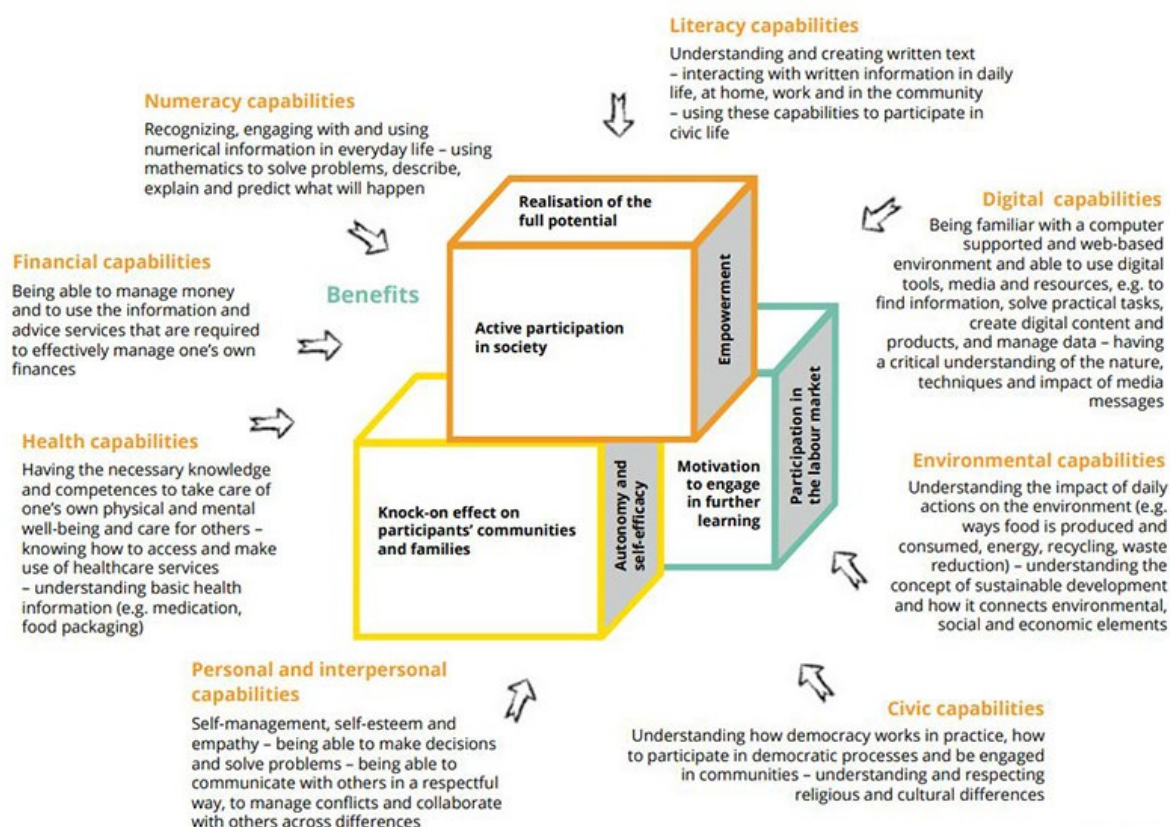 Literacy capabilities
Understanding and creating written text
– interacting with written information in daily
life, at home, work and in the community
– using these capabilities to participate in
civic life
Numeracy capabilities
Recognizing, engaging with and using
numerical information in everyday life – using
mathematics to solve problems, describe,
explain and predict what will happen
Digital capabilities
Being familiar with a computer
supported and web-based
environment and able to use digital
tools, media and resources, e.g. to
find information, solve practical tasks,
create digital content and
products, and manage data – having
a critical understanding of the nature,
techniques and impact of media
messages
Financial capabilities
Being able to manage money
and to use the information and
advice services that are required
to effectively manage one's own
finances
Benefits
Realisation of the
full potential
Active participation
in society
Empowerment
Knock-on effect on
participants' communities
and families
Autonomy and
self-efficacy
Motivation
to engage
in further
learning
Participation in
the labour market
Health capabilities
Having the necessary knowledge
and competences to take care of
one's own physical and mental
well-being and care for others –
knowing how to access and make
use of healthcare services
– understanding basic health
information (e.g. medication,
food packaging)
Environmental capabilities
Understanding the impact of daily
actions on the environment (e.g.
ways food is produced and
consumed, energy, recycling, waste
reduction) – understanding the
concept of sustainable development
and how it connects environmental,
social and economic elements
Personal and interpersonal
capabilities
Self-management, self-esteem and
empathy – being able to make decisions
and solve problems – being able to
communicate with others in a respectful
way, to manage conflicts and collaborate
with others across differences
Civic capabilities
Understanding how democracy works in practice, how
to participate in democratic processes and be engaged
in communities – understanding and respecting
religious and cultural differences